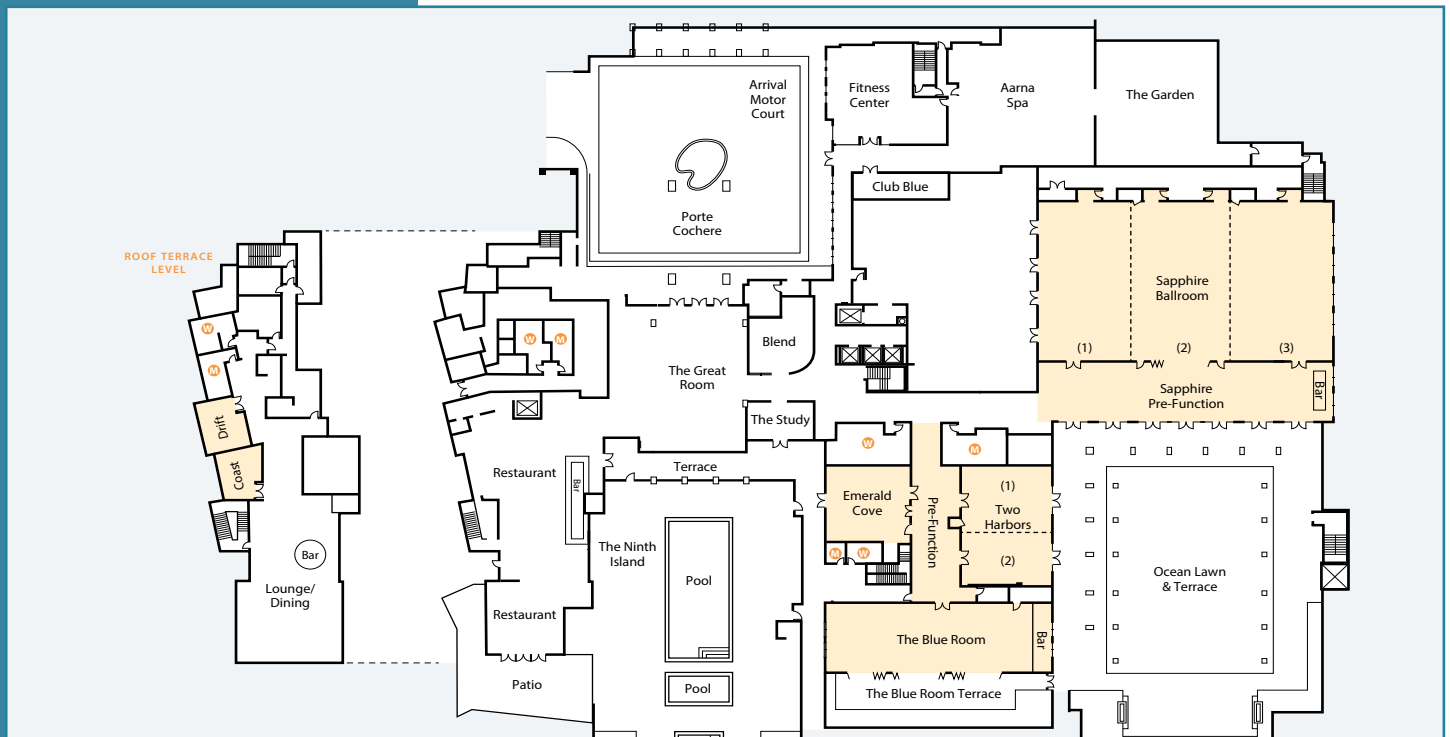 Arrival
Motor
Court
Fitness
Center
Aarna
Spa
The Garden
Club Blue
Porte
Cochere
ROOF TERRACE
LEVEL
W
M
Drift
Coast
Bar
Lounge/
Dining
W
M
Blend
The Great
Room
The Study
Sapphire
Ballroom
(1)
(2)
(3)
Sapphire
Pre-Function
Bar
Restaurant
Bar
Terrace
The Ninth
Island
Pool
Restaurant
Patio
Pool
W
M
Emerald
Cove
Pre-Function
(1)
Two
Harbors
(2)
M
W
The Blue Room
Bar
The Blue Room Terrace
Ocean Lawn
& Terrace